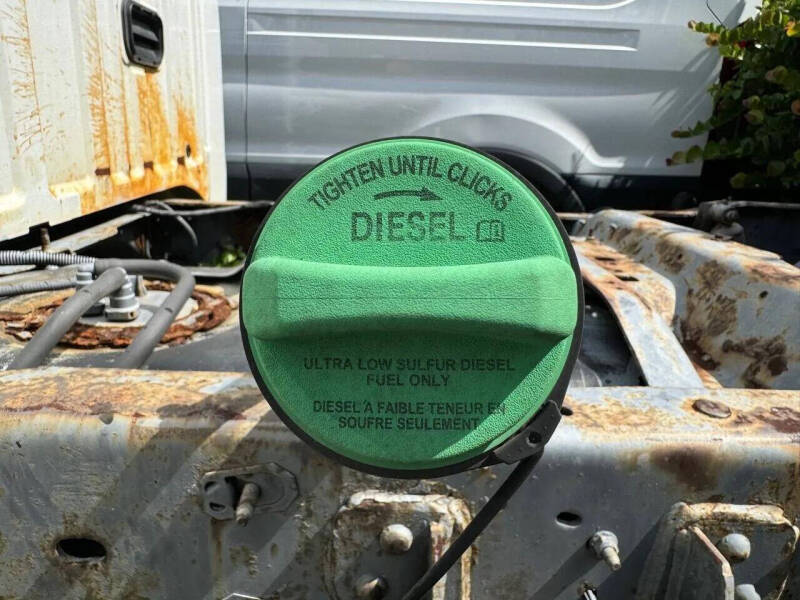 TIGHTEN UNTIL CLICKS
DIESEL
ULTRA LOW SULFUR DIESEL
FUEL ONLY
DIESEL À FAIBLE TENEUR EN
SOUFRE SEULEMENT